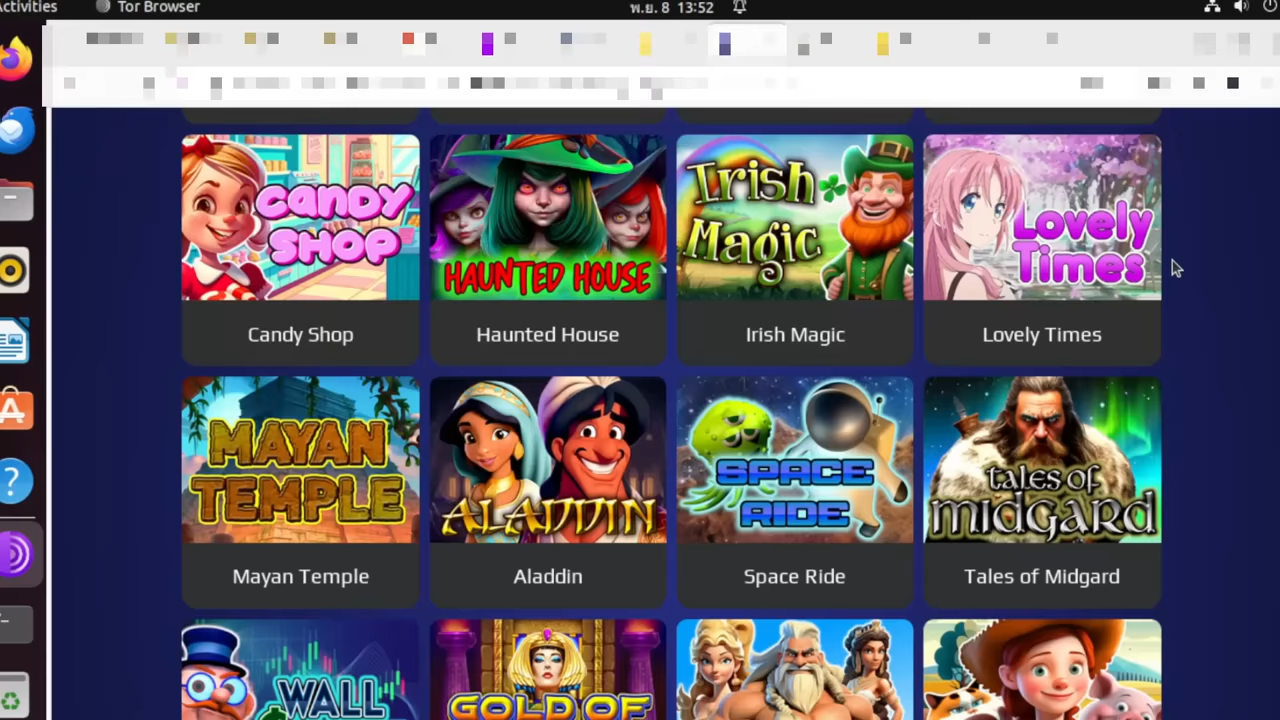 Activities
Tor Browser
พ.ย. 8 13:52
Candy
Shop
Haunted House
Irish
Magic
Lovely
Times
Candy Shop
Haunted House
Irish Magic
Lovely Times
Mayan
Temple
Aladdin
Space
Ride
Tales of
Midgard
Mayan Temple
Aladdin
Space Ride
Tales of Midgard
WALL
GOLD OF